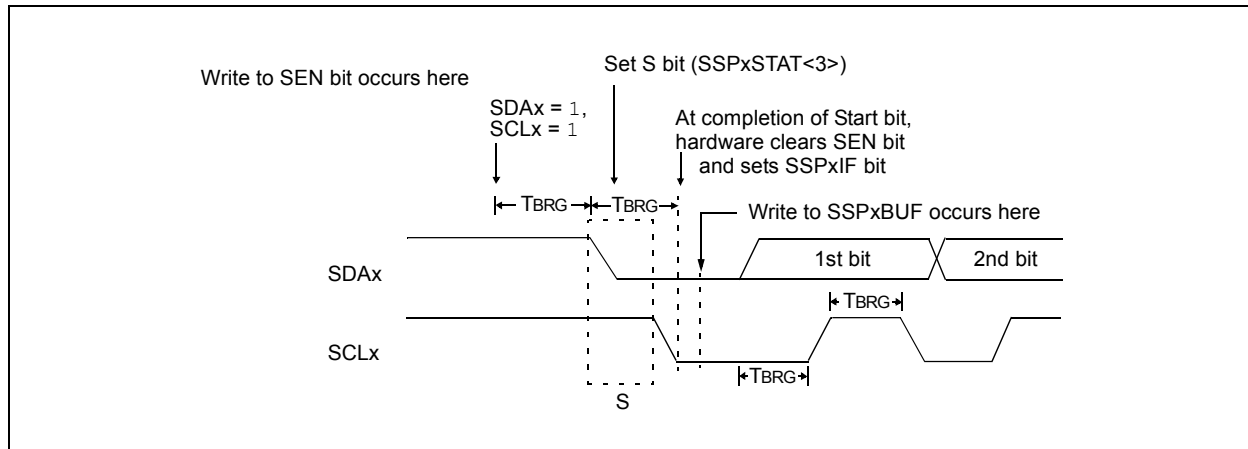 Write to SEN bit occurs here
Set S bit (SSPxSTAT<3>)
SDAx = 1,
SCLx = 1
At completion of Start bit,
hardware clears SEN bit
and sets SSPxIF bit
TBRG
TBRG
Write to SSPxBUF occurs here
SDAx
1st bit
2nd bit
TBRG
SCLx
TBRG
S